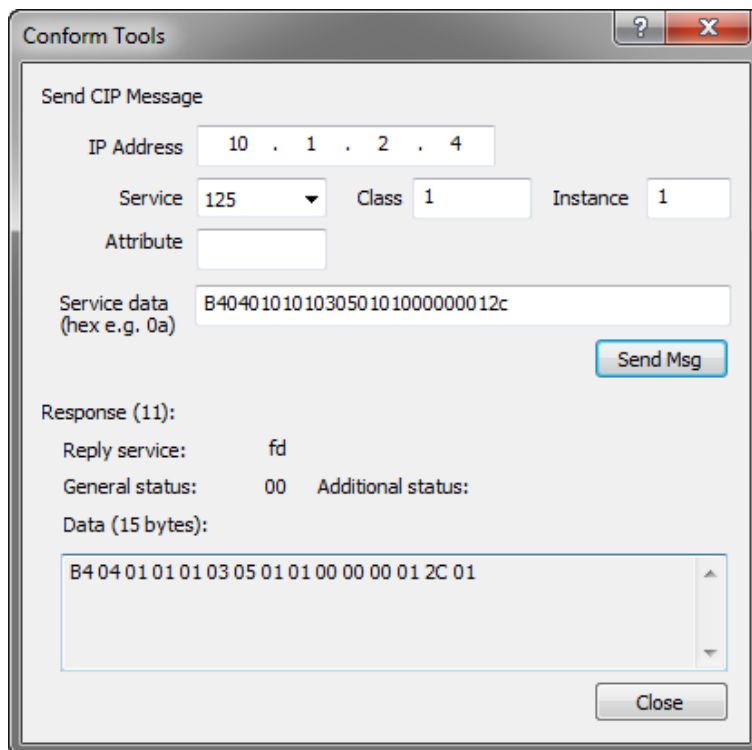 Conform Tools
Send CIP Message
IP Address 10 . 1 . 2 . 4
Service 125 Class 1 Instance 1
Attribute
Service data B40401010103050101000000012c
(hex e.g. 0a)
Send Msg
Response (11):
Reply service: fd
General status: 00 Additional status:
Data (15 bytes):
B4 04 01 01 01 03 05 01 01 00 00 00 01 2C 01
Close